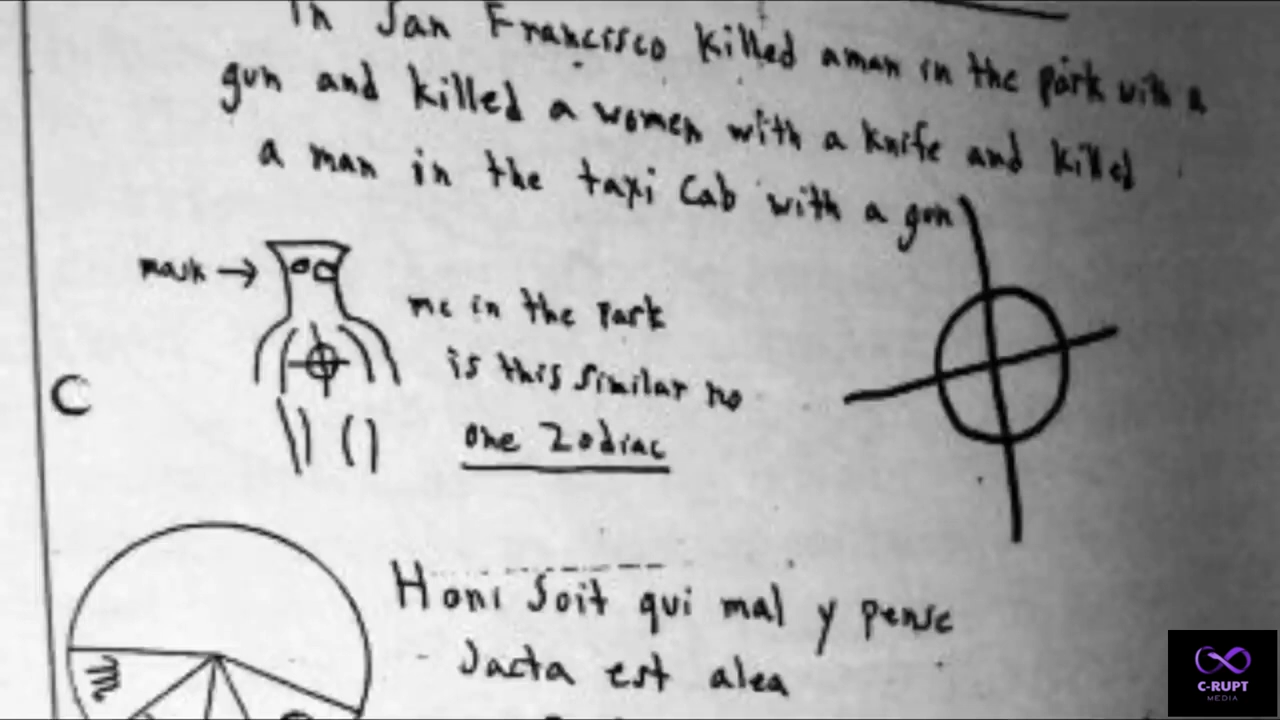 in San Francisco killed a man in the park with a
gun and killed a women with a knife and killed
a man in the taxi cab with a gun
mask →
me in the park
is this similar no
one Zodiac
C
Honi Soit qui mal y pense
- Jacta est alea
C-RUPT
MEDIA